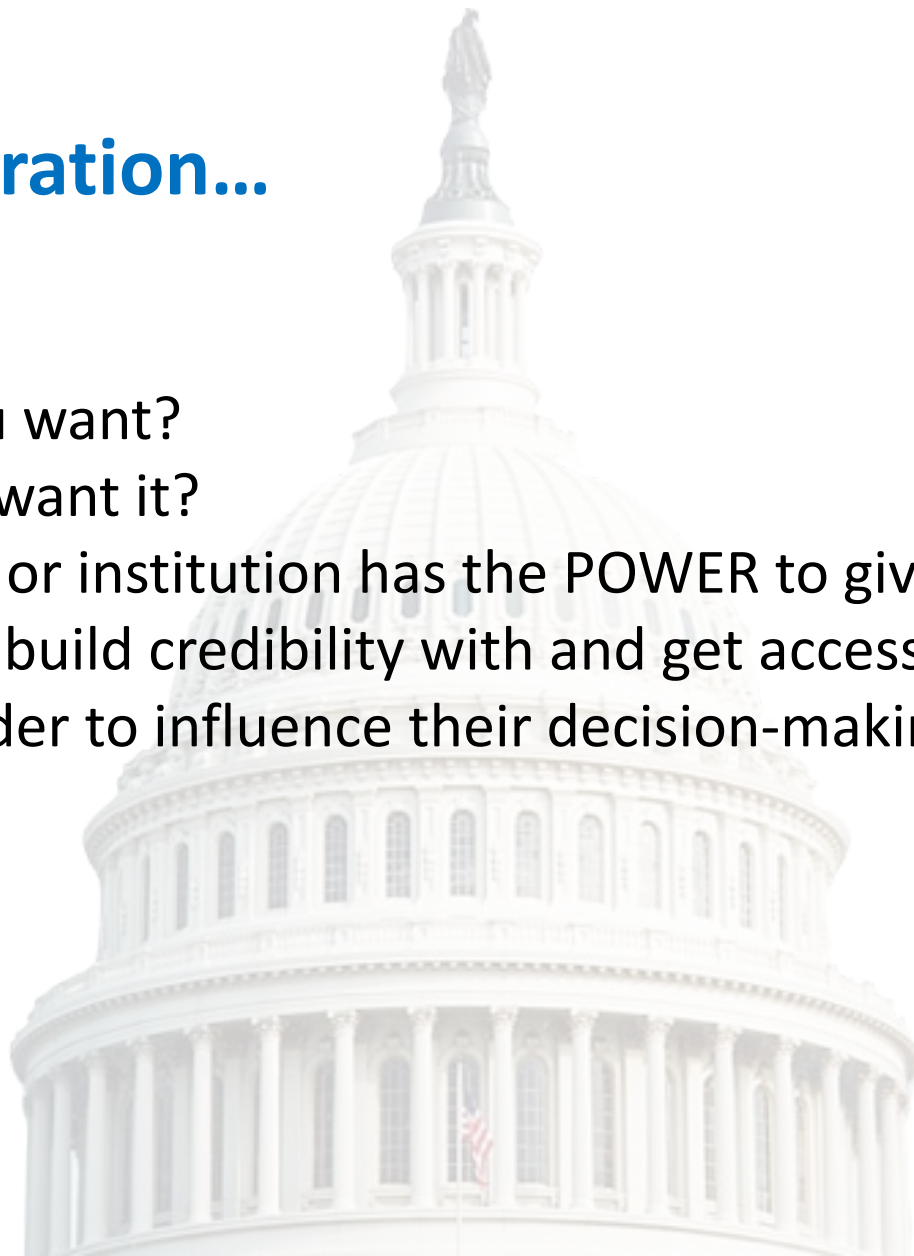 ration...
u want?
want it?
or institution has the POWER to giv
build credibility with and get access
der to influence their decision-makin